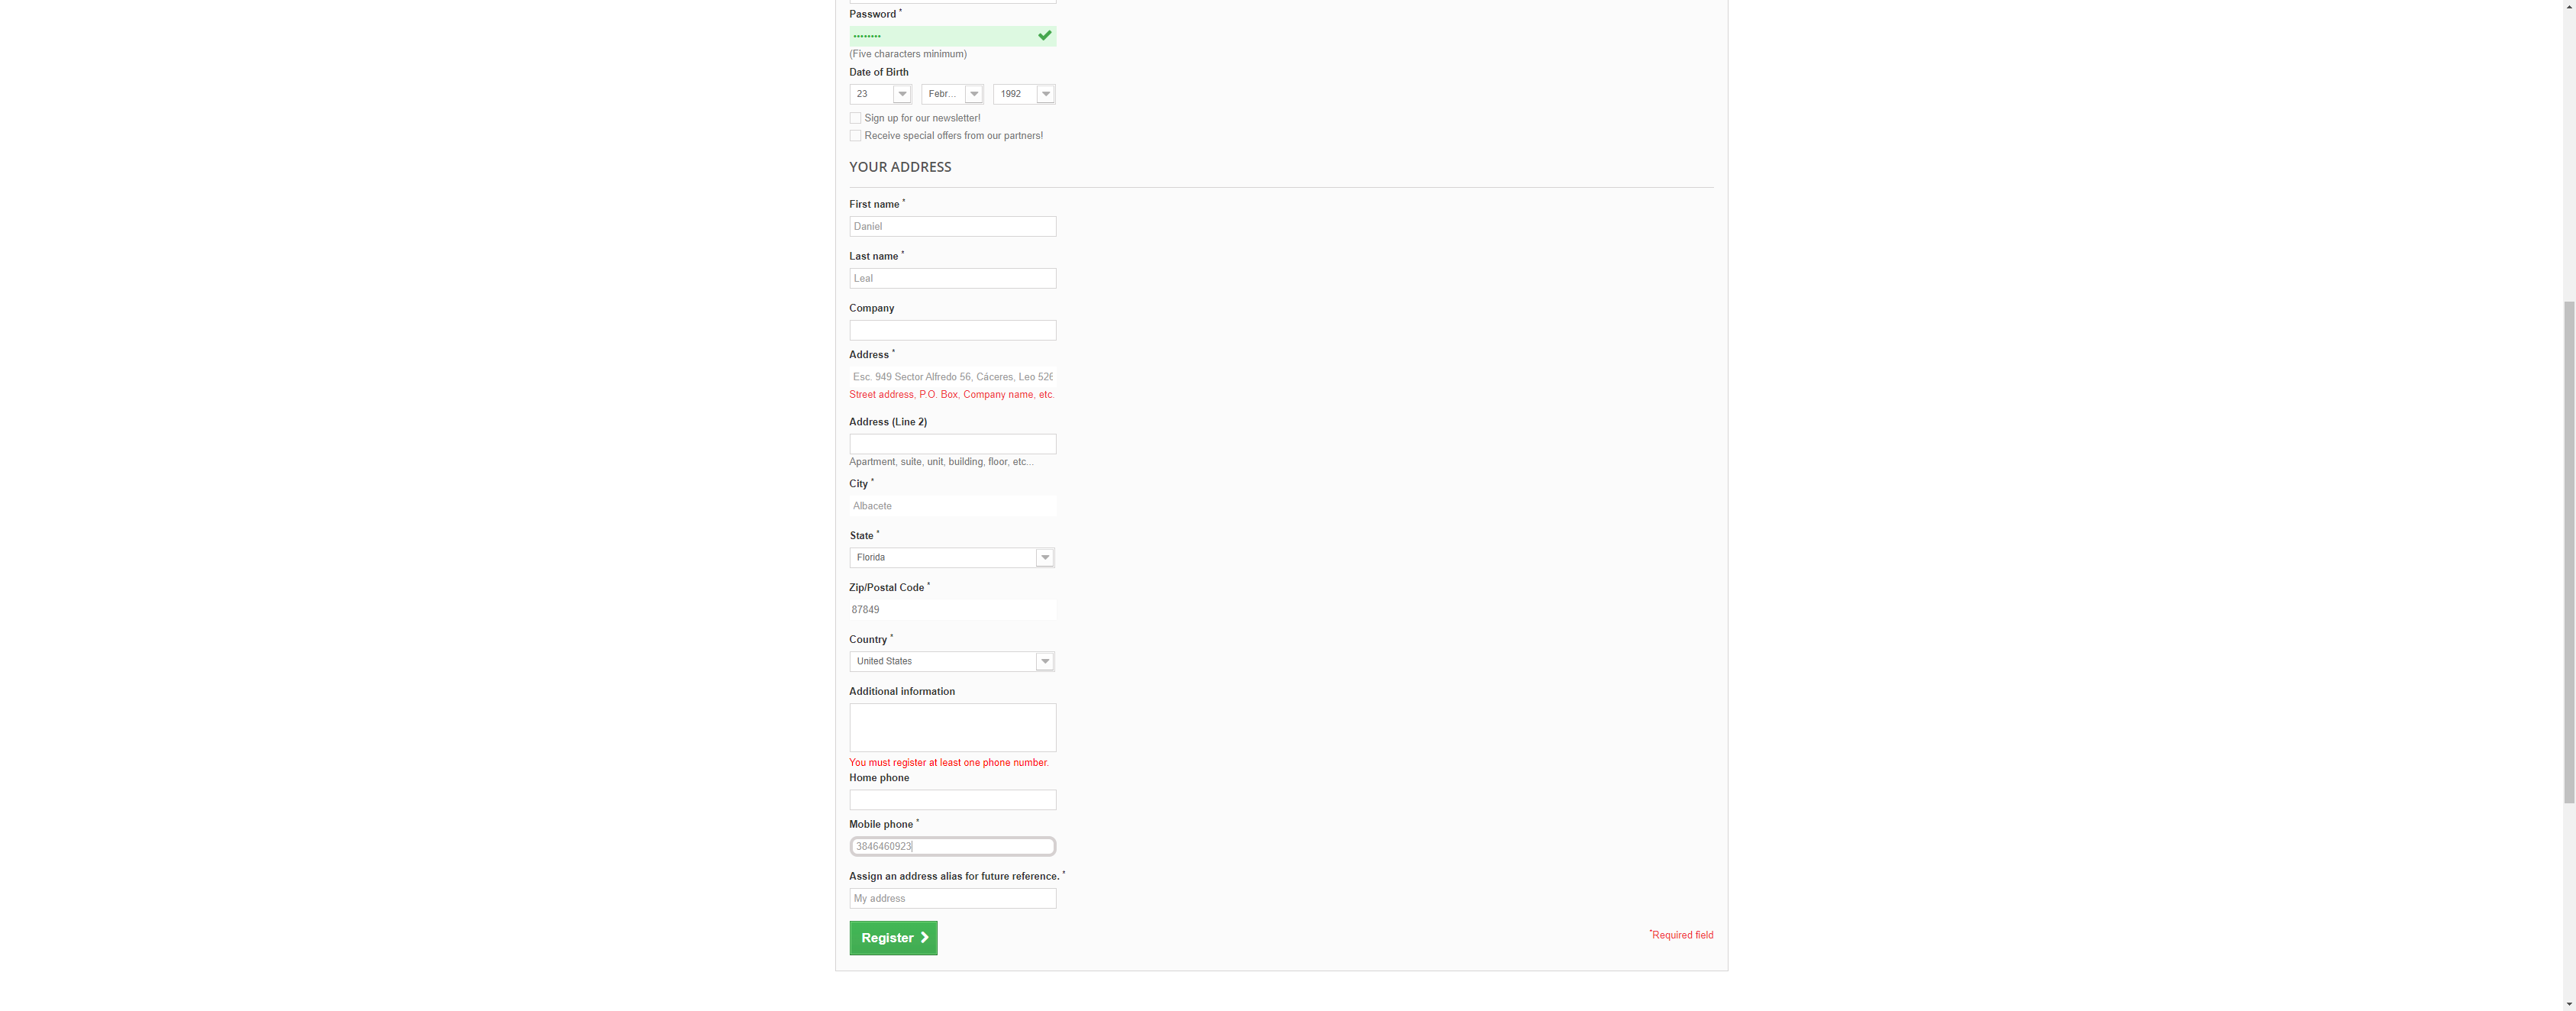 Password *
••••••••
(Five characters minimum)
Date of Birth
23 Febr... 1992
Sign up for our newsletter!
Receive special offers from our partners!
YOUR ADDRESS
First name *
Daniel
Last name *
Leal
Company
Address *
Esc. 949 Sector Alfredo 56, Cáceres, Leo 526
Street address, P.O. Box, Company name, etc.
Address (Line 2)
Apartment, suite, unit, building, floor, etc...
City *
Albacete
State *
Florida
Zip/Postal Code *
87849
Country *
United States
Additional information
You must register at least one phone number.
Home phone
Mobile phone *
3846460923
Assign an address alias for future reference. *
My address
Register
*Required field